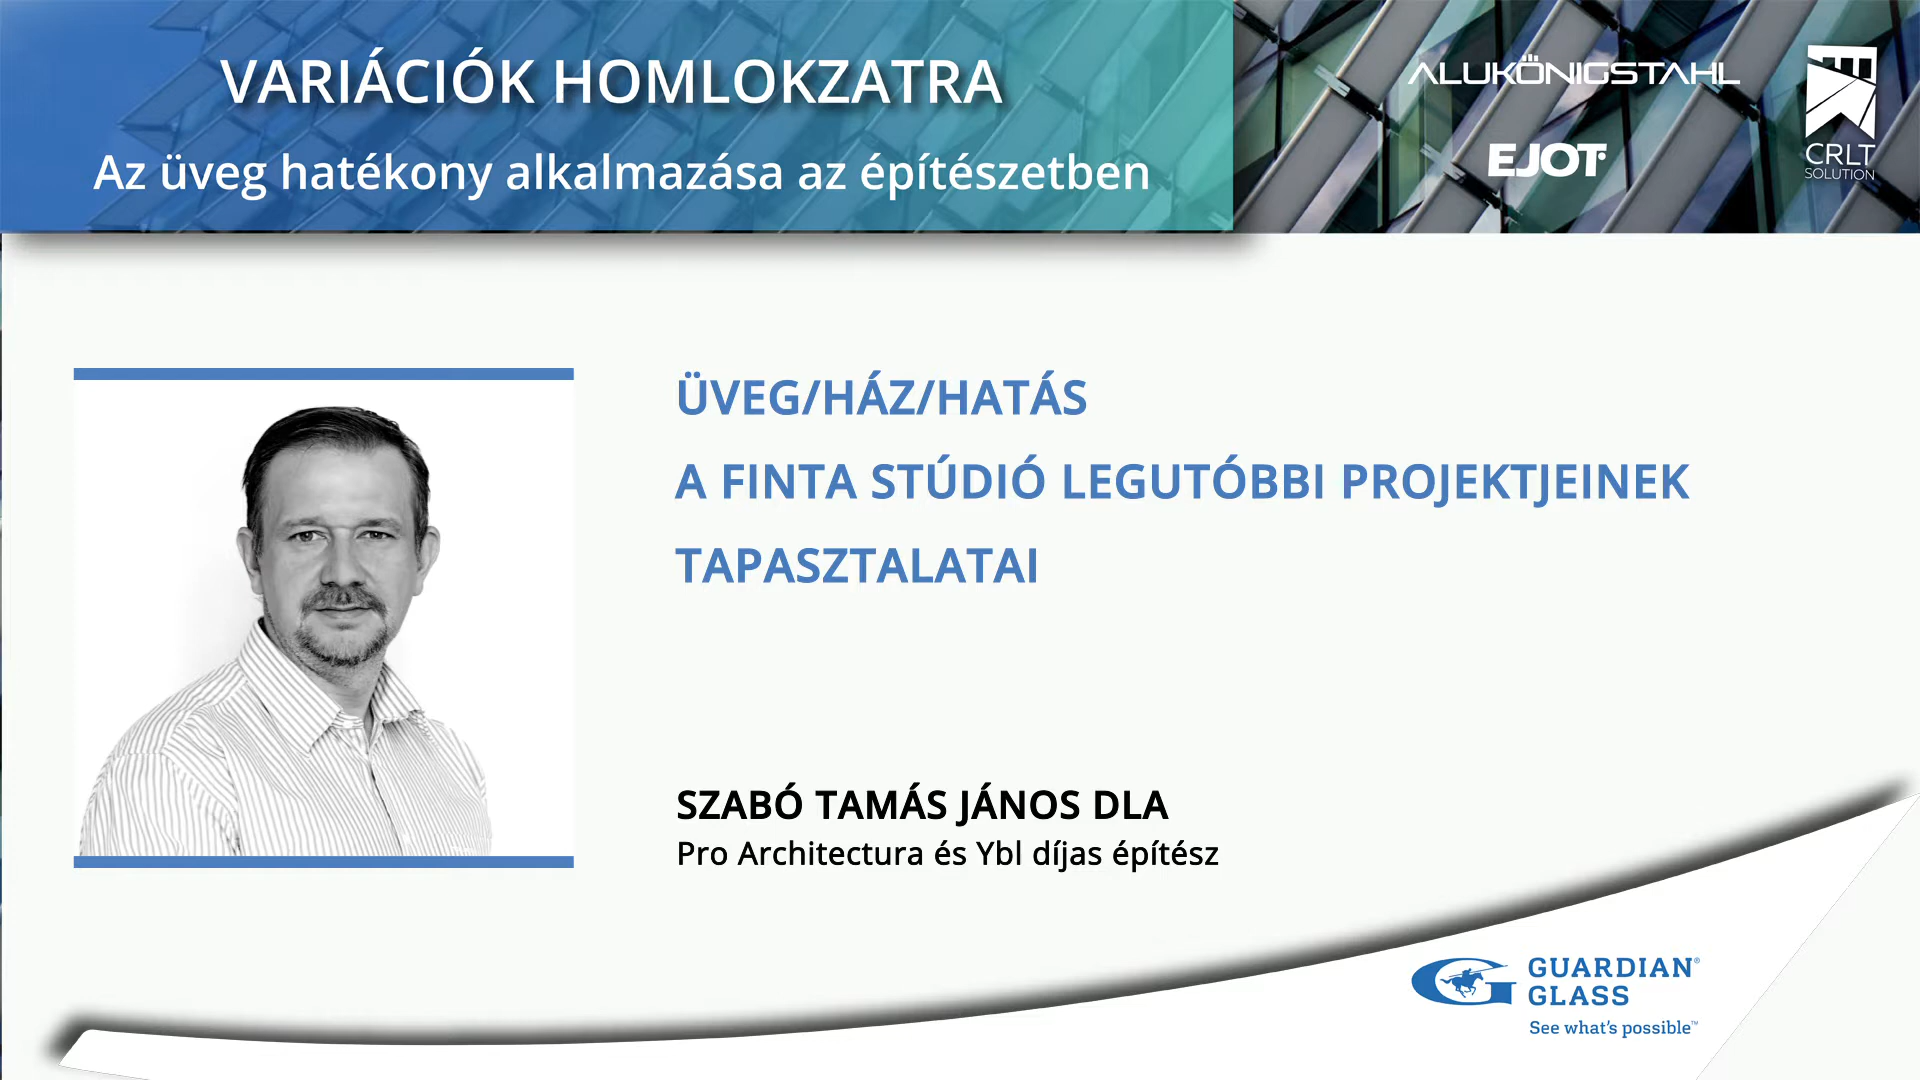 VARIÁCIÓK HOMLOKZATRA
Az üveg hatékony alkalmazása az építészetben
ALUKÖNIGSTAHL
EJOT
CRLT
SOLUTION
ÜVEG/HÁZ/HATÁS
A FINTA STÚDIÓ LEGUTÓBBI PROJEKTJEINEK
TAPASZTALATAI
SZABÓ TAMÁS JÁNOS DLA
Pro Architectura és Ybl díjas építész
GUARDIAN®
GLASS
See what's possible™